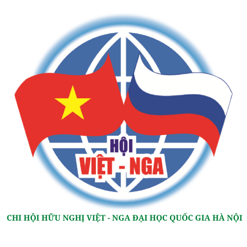 HỘI
VIỆT - NGA
CHI HỘI HỮU NGHỊ VIỆT - NGA ĐẠI HỌC QUỐC GIA HÀ NỘI